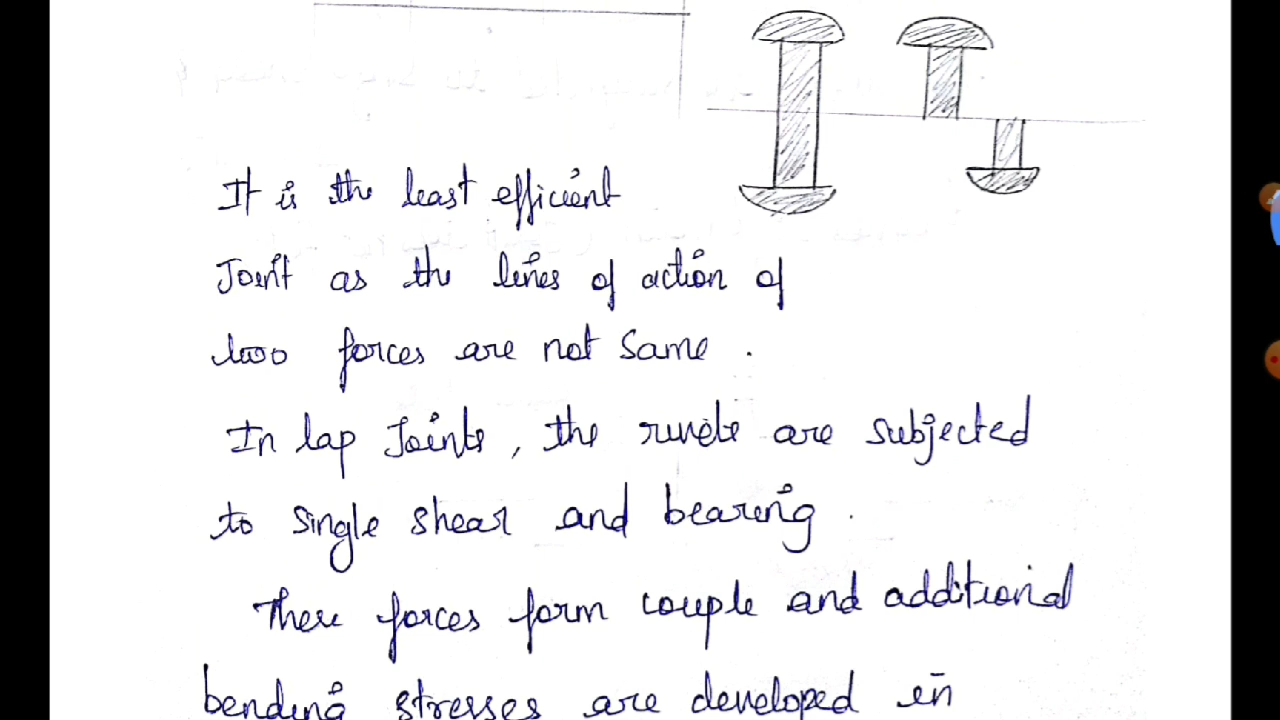 It is the least efficient
Joint as the lines of action of
two forces are not same.
In lap Joints, the rivets are subjected
to single shear and bearing.
These forces form couple and additional
bending stresses are developed in